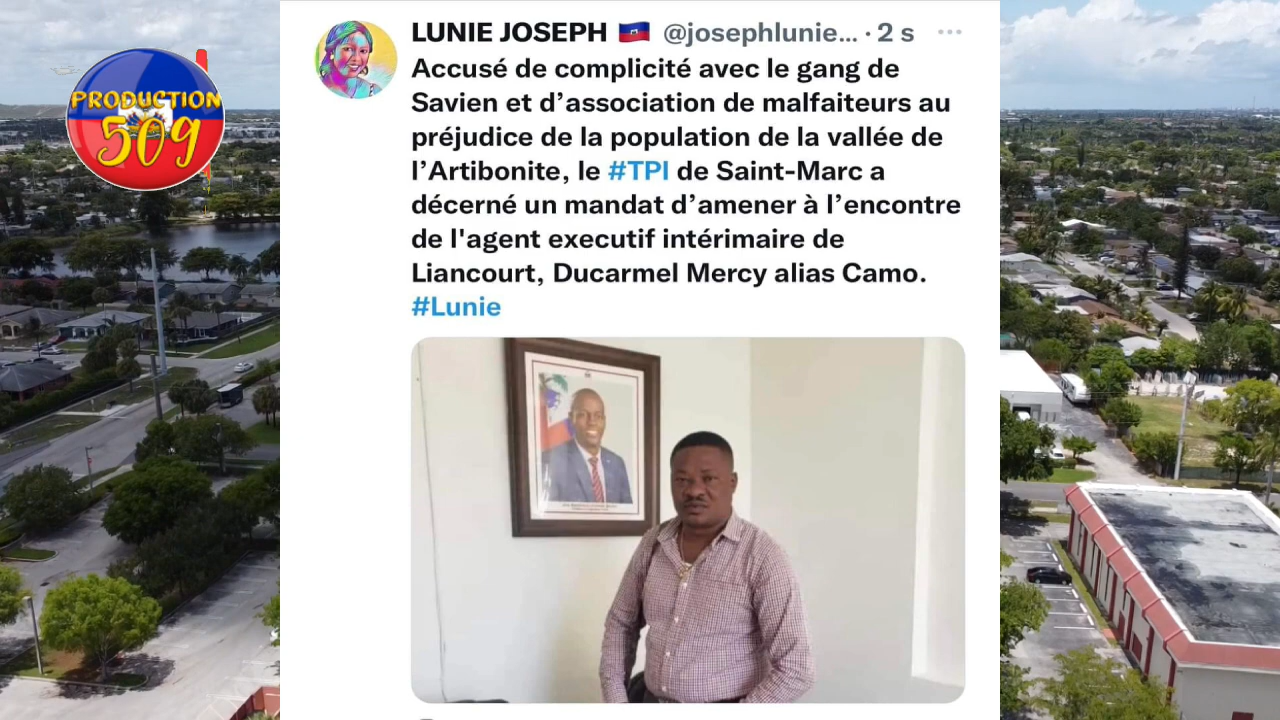 PRODUCTION
509
LUNIE JOSEPH 🇭🇹 @josephlunie... · 2 s ...
Accusé de complicité avec le gang de
Savien et d’association de malfaiteurs au
préjudice de la population de la vallée de
l’Artibonite, le #TPI de Saint-Marc a
décerné un mandat d’amener à l’encontre
de l'agent executif intérimaire de
Liancourt, Ducarmel Mercy alias Camo.
#Lunie